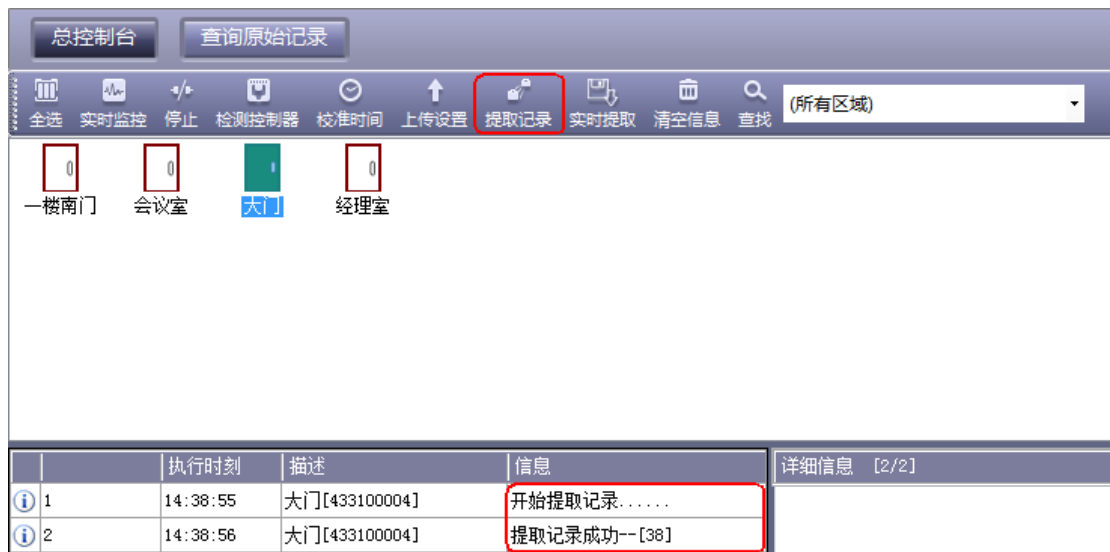 总控制台 查询原始记录
全选 实时监控 停止 检测控制器 校准时间 上传设置 提取记录 实时提取 清空信息 查找 (所有区域)
一楼南门 会议室 大门 经理室
执行时刻 描述 信息 详细信息 [2/2]
1 14:38:55 大门[433100004] 开始提取记录......
2 14:38:56 大门[433100004] 提取记录成功--[38]